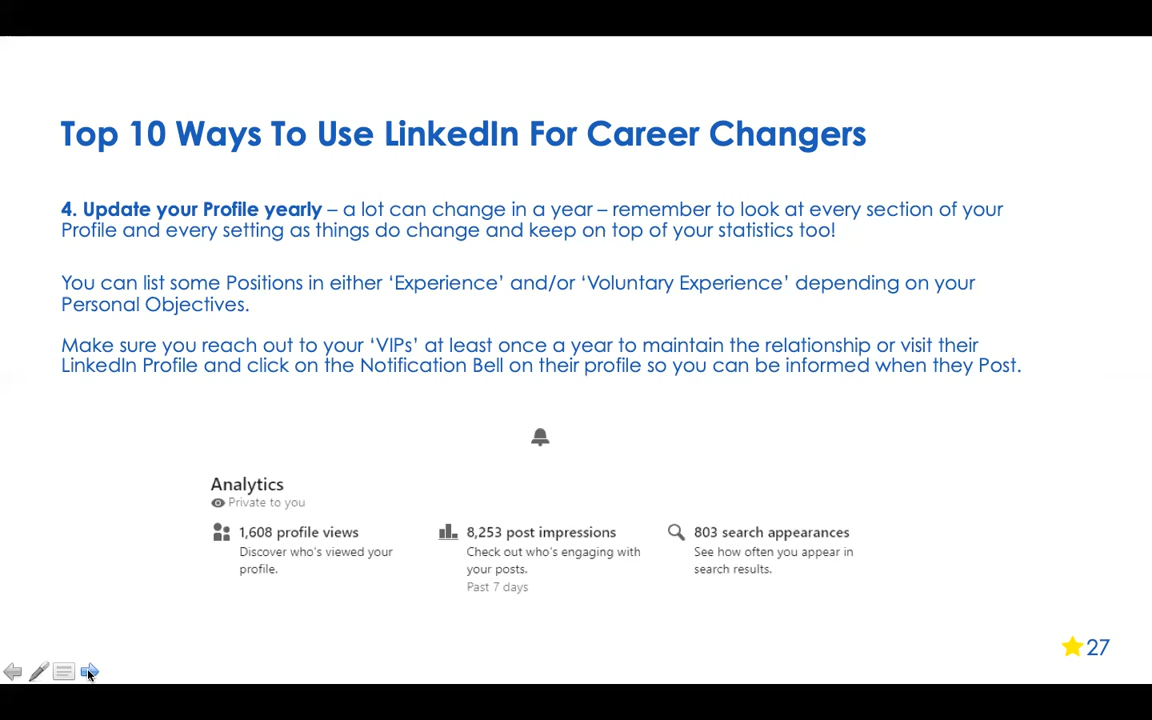 Top 10 Ways To Use LinkedIn For Career Changers
4. Update your Profile yearly – a lot can change in a year – remember to look at every section of your
Profile and every setting as things do change and keep on top of your statistics too!
You can list some Positions in either ‘Experience’ and/or ‘Voluntary Experience’ depending on your
Personal Objectives.
Make sure you reach out to your ‘VIPs’ at least once a year to maintain the relationship or visit their
LinkedIn Profile and click on the Notification Bell on their profile so you can be informed when they Post.
Analytics
Private to you
1,608 profile views
Discover who's viewed your
profile.
8,253 post impressions
Check out who's engaging with
your posts.
Past 7 days
803 search appearances
See how often you appear in
search results.
27